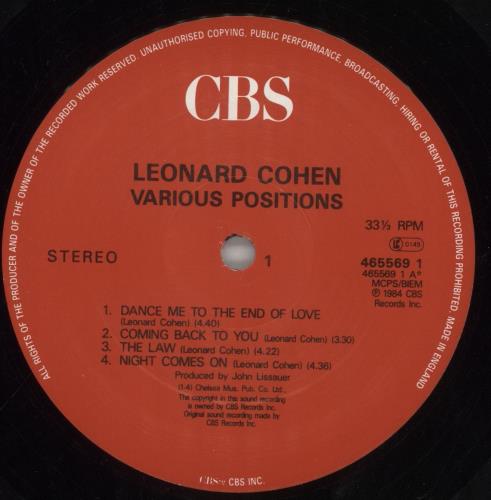 ALL RIGHTS OF THE PRODUCER AND OF THE OWNER OF THE RECORDED WORK RESERVED. UNAUTHORISED COPYING, PUBLIC PERFORMANCE, BROADCASTING, HIRING OR RENTAL OF THIS RECORDING PROHIBITED. MADE IN ENGLAND
CBS
LEONARD COHEN
VARIOUS POSITIONS
33⅓ RPM
0149
STEREO
1
465569 1
465569 1 A°
MCPS/BIEM
℗ 1984 CBS
Records Inc.
1. DANCE ME TO THE END OF LOVE
(Leonard Cohen) (4.40)
2. COMING BACK TO YOU (Leonard Cohen) (3.30)
3. THE LAW (Leonard Cohen) (4.22)
4. NIGHT COMES ON (Leonard Cohen) (4.36)
Produced by John Lissauer
(1.4) Chelsea Mus. Pub. Co. Ltd.,
The copyright in this sound recording
is owned by CBS Records Inc.
Original sound recording made by
CBS Records Inc.
CBS CBS INC.